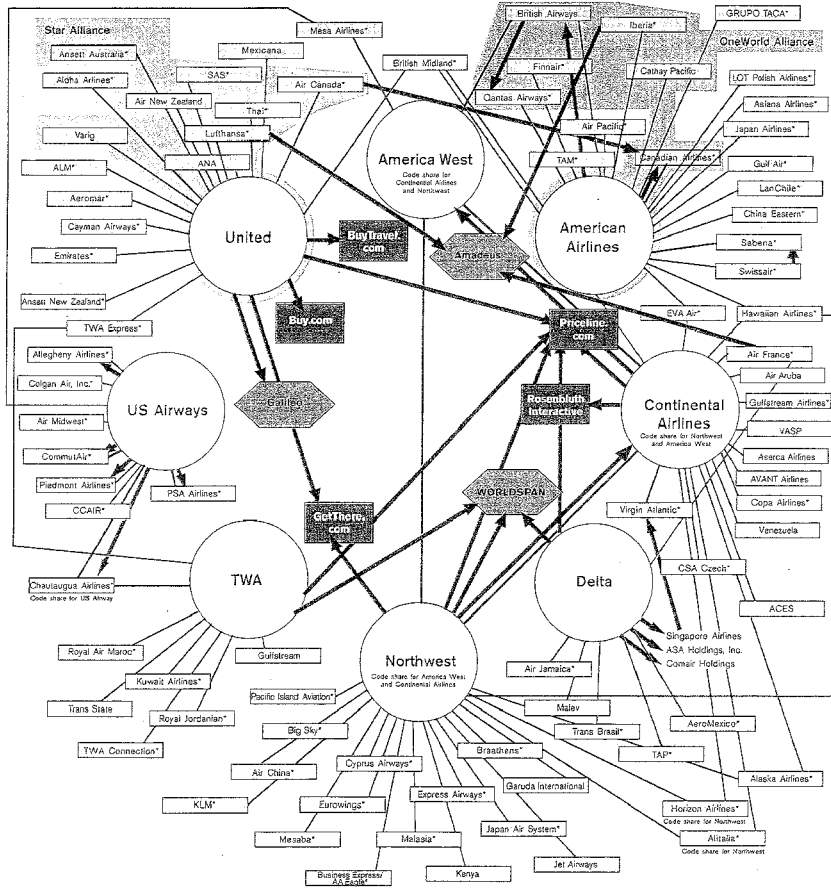 Star Alliance
Ansett Australia*
Aloha Airlines*
Mexicana
SAS*
Air New Zealand
Thai*
Varig
Lufthansa*
ALM*
ANA
Aeromar*
Cayman Airways*
Emirates*
Ansett New Zealand*
TWA Express*
Mesa Airlines*
Air Canada*
British Midland*
British Airways
Iberia*
GRUPO TACA*
OneWorld Alliance
Finnair*
Cathay Pacific
Qantas Airways*
LOT Polish Airlines*
Asiana Airlines*
Air Pacific
Japan Airlines*
TAM*
Canadian Airlines*
Gulf Air*
LanChile*
China Eastern*
Sabena*
Swissair*
EVA Air*
Hawaiian Airlines*
America West
Code share for
Continental Airlines
and Northwest
United
BuyTravel.
com
Amadeus
American
Airlines
Buy.com
Priceline.
com
Allegheny Airlines*
Colgan Air, Inc.*
US Airways
Air Midwest*
CommutAir*
Piedmont Airlines*
PSA Airlines*
CCAIR*
Chautauqua Airlines*
Code share for US Airway
Galileo
Rosenbluth
Interactive
Continental
Airlines
Code share for Northwest
and America West
Air France*
Air Aruba
Gulfstream Airlines*
VASP
Aserca Airlines
AVANT Airlines
Copa Airlines*
Venezuela
WORLDSPAN
GetThere.
com
Virgin Atlantic*
CSA Czech*
ACES
TWA
Delta
Singapore Airlines
ASA Holdings, Inc.
Comair Holdings
Gulfstream
Royal Air Maroc*
Kuwait Airlines*
Trans State
Royal Jordanian*
TWA Connection*
Northwest
Code share for America West
and Continental Airlines
Air Jamaica*
Malev
Trans Brasil*
AeroMexico*
TAP*
Pacific Island Aviation*
Big Sky*
Air China*
KLM*
Cyprus Airways*
Eurowings*
Mesaba*
Business Express/
AA Eagle*
Braathens*
Garuda International
Express Airways*
Japan Air System*
Malasia*
Kenya
Jet Airways
Alaska Airlines*
Horizon Airlines*
Code share for Northwest
Alitalia*
Code share for Northwest